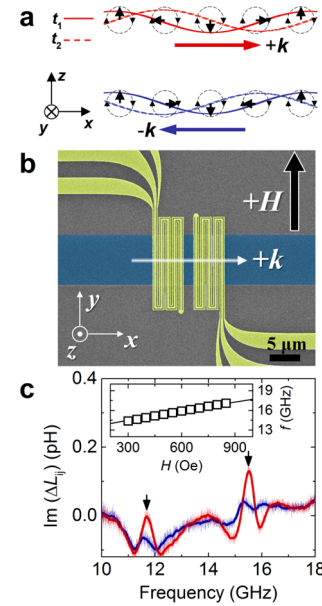 a
t₁
t₂
+k
z
y
x
-k
b
+H
+k
y
z
x
5 μm
c
Im (ΔLᵢⱼ) (pH)
0.4
0.2
0.0
19
16
13
f (GHz)
300 600 900
H (Oe)
10 12 14 16 18
Frequency (GHz)